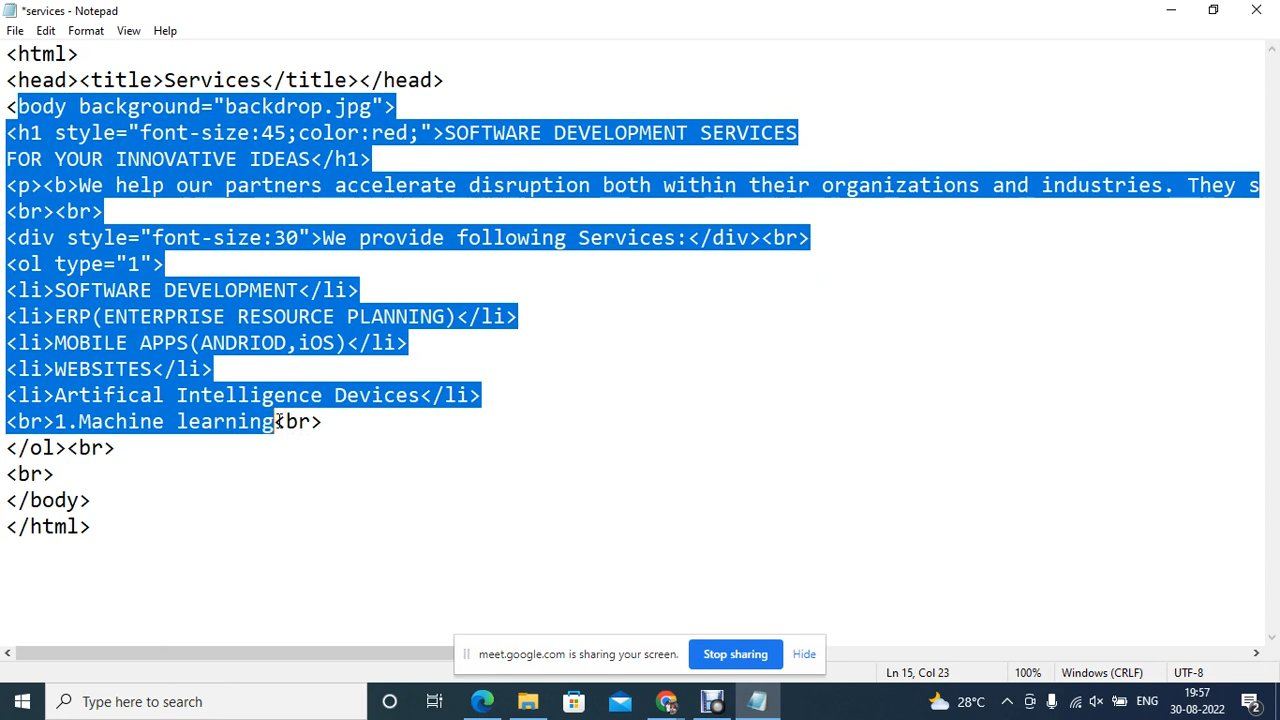 *services - Notepad
File Edit Format View Help
<html>
<head><title>Services</title></head>
<body background="backdrop.jpg">
<h1 style="font-size:45;color:red;">SOFTWARE DEVELOPMENT SERVICES
FOR YOUR INNOVATIVE IDEAS</h1>
<p><b>We help our partners accelerate disruption both within their organizations and industries. They s
<br><br>
<div style="font-size:30">We provide following Services:</div><br>
<ol type="1">
<li>SOFTWARE DEVELOPMENT</li>
<li>ERP(ENTERPRISE RESOURCE PLANNING)</li>
<li>MOBILE APPS(ANDRIOD,iOS)</li>
<li>WEBSITES</li>
<li>Artifical Intelligence Devices</li>
<br>1.Machine learning<br>
</ol><br>
<br>
</body>
</html>
meet.google.com is sharing your screen. Stop sharing Hide
Ln 15, Col 23 100% Windows (CRLF) UTF-8
Type here to search 28°C ENG 19:57
30-08-2022 2